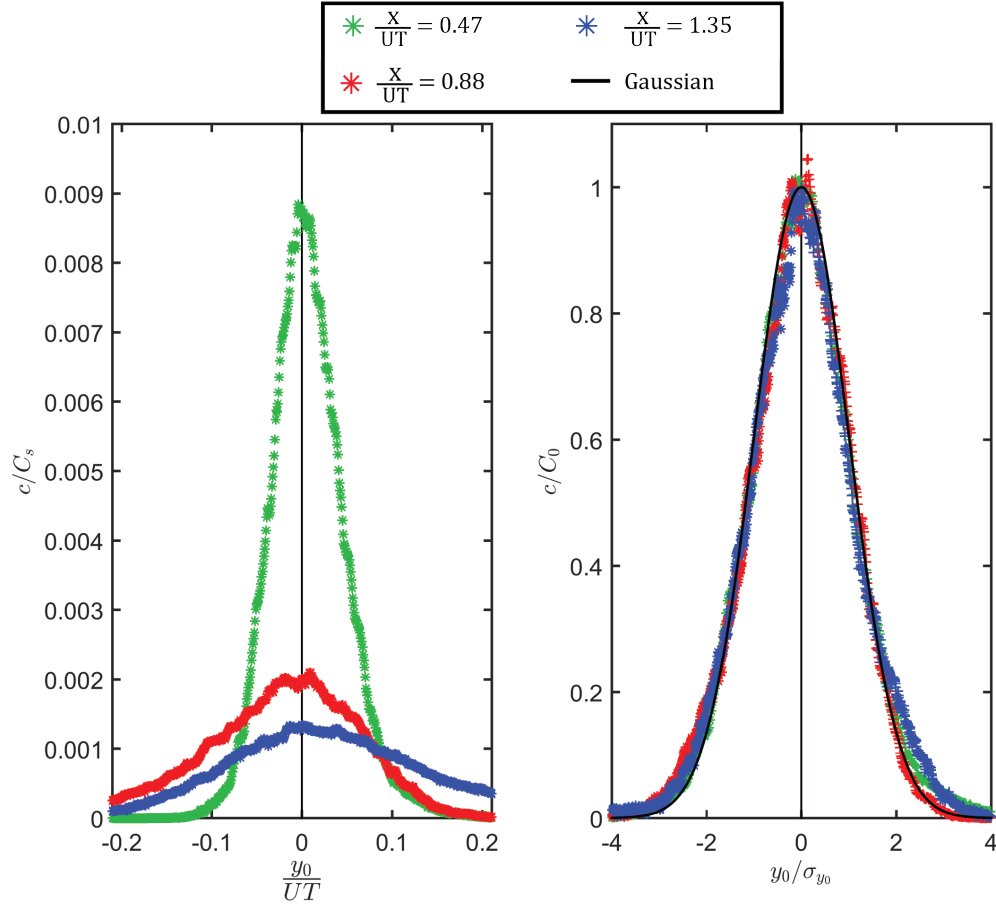 X/UT = 0.47
X/UT = 1.35
X/UT = 0.88
Gaussian
0.01
0.009
0.008
0.007
0.006
0.005
0.004
0.003
0.002
0.001
0
c/C_s
-0.2 -0.1 0 0.1 0.2
y_0/UT
1
0.8
0.6
0.4
0.2
0
c/C_0
-4 -2 0 2 4
y_0/σ_{y_0}